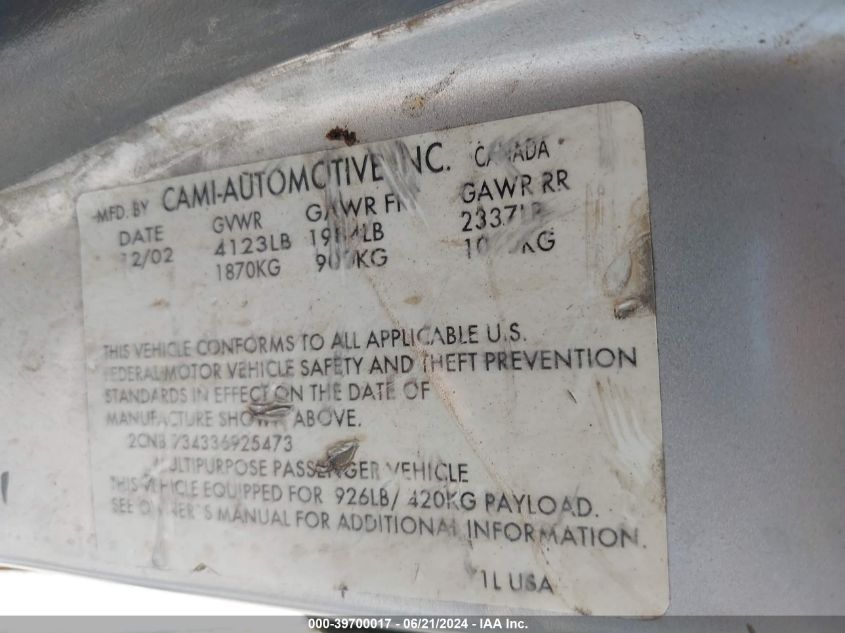 MFD. BY CAMI-AUTOMOTIVE INC. CANADA
DATE GVWR GAWR FR GAWR RR
12/02 4123LB 2337LB
1870KG
THIS VEHICLE CONFORMS TO ALL APPLICABLE U.S.
FEDERAL MOTOR VEHICLE SAFETY AND THEFT PREVENTION
STANDARDS IN EFFECT ON THE DATE OF
MANUFACTURE SHOWN ABOVE.
MULTIPURPOSE PASSENGER VEHICLE
THIS VEHICLE EQUIPPED FOR 926LB/ 420KG PAYLOAD.
SEE OWNER'S MANUAL FOR ADDITIONAL INFORMATION.
1L USA
000-39700017 - 06/21/2024 - IAA, Inc.